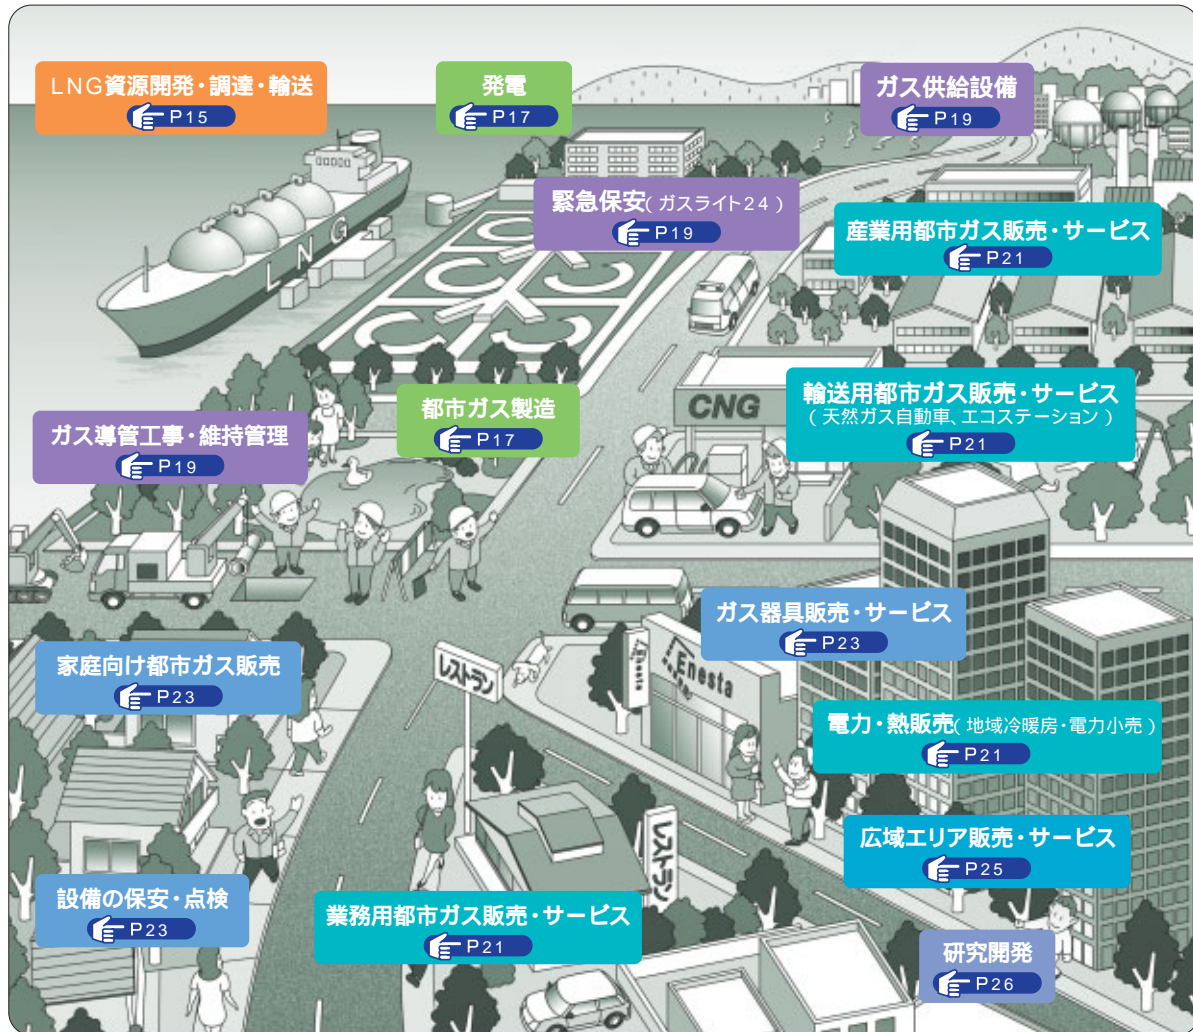 LNG資源開発・調達・輸送
P15
発電
P17
ガス供給設備
P19
緊急保安(ガスライト24)
P19
産業用都市ガス販売・サービス
P21
LNG
CNG
輸送用都市ガス販売・サービス
(天然ガス自動車、エコステーション)
P21
都市ガス製造
P17
ガス導管工事・維持管理
P19
ガス器具販売・サービス
P23
家庭向け都市ガス販売
P23
レストラン
Enesta
Enesta
電力・熱販売(地域冷暖房・電力小売)
P21
レストラン
広域エリア販売・サービス
P25
設備の保安・点検
P23
業務用都市ガス販売・サービス
P21
研究開発
P26